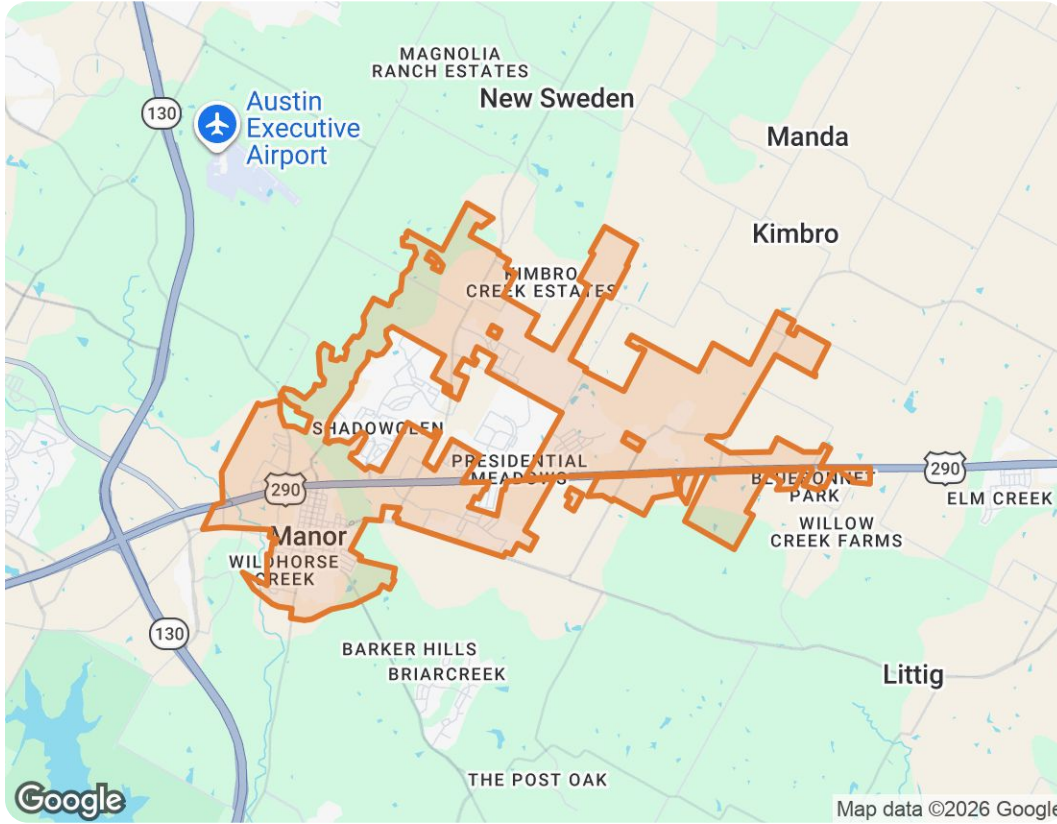 MAGNOLIA
RANCH ESTATES
New Sweden
130
Austin
Executive
Airport
Manda
Kimbro
KIMBRO
CREEK ESTATES
SHADOWGLEN
PRESIDENTIAL
MEADOWS
290
290
BLUEBONNET
PARK
ELM CREEK
Manor
WILLOW
CREEK FARMS
WILDHORSE
CREEK
130
BARKER HILLS
BRIARCREEK
Littig
THE POST OAK
Google
Map data ©2026 Google